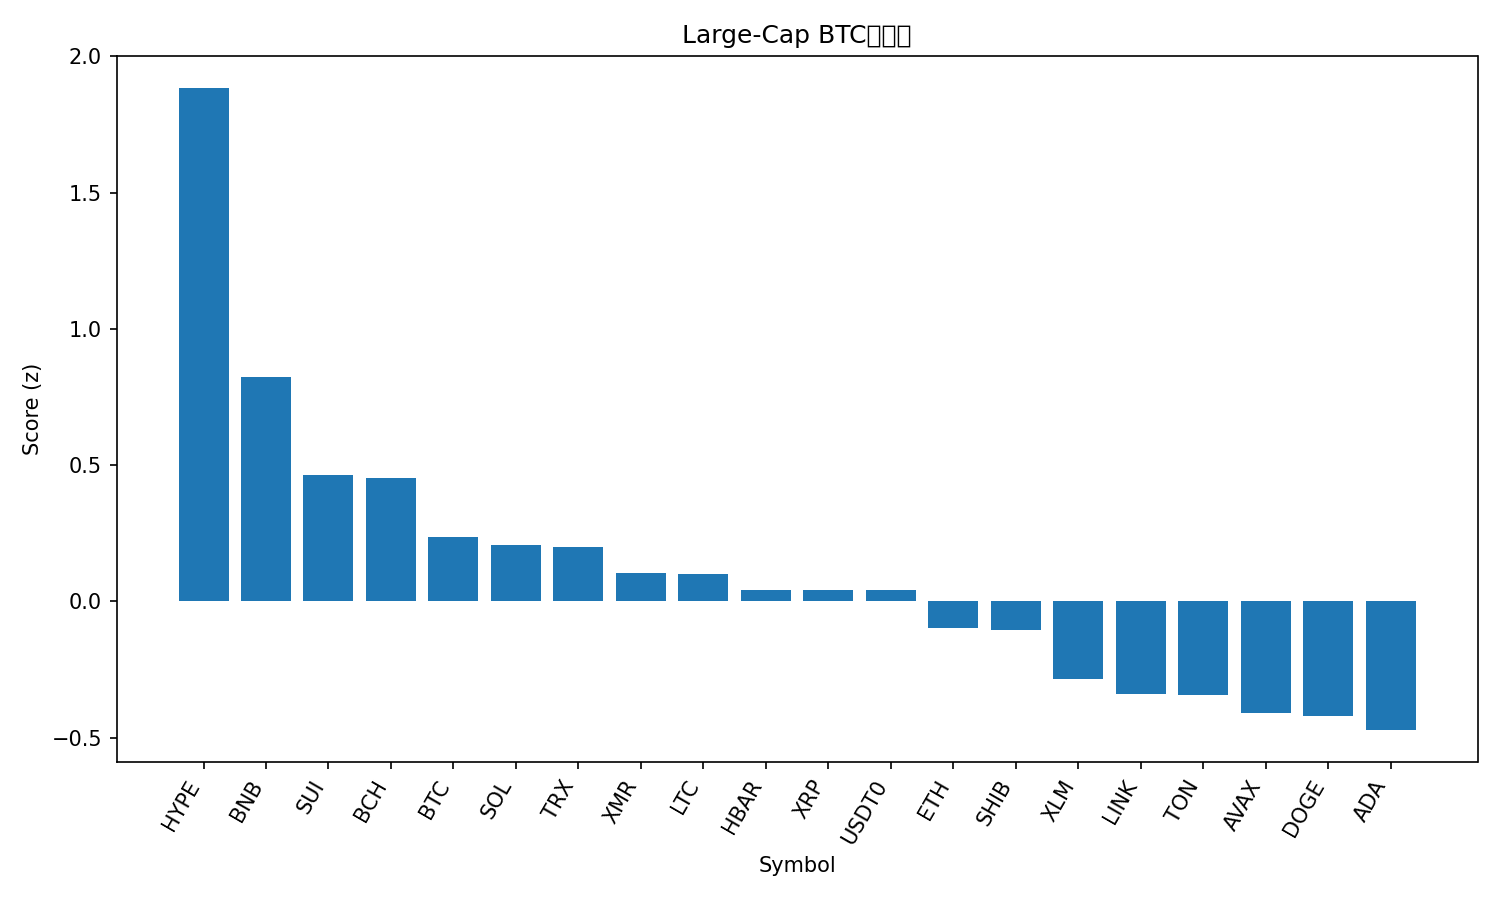 Large-Cap BTC
2.0
1.5
1.0
0.5
0.0
−0.5
Score (z)
HYPE
BNB
SUI
BCH
BTC
SOL
TRX
XMR
LTC
HBAR
XRP
USDT0
ETH
SHIB
XLM
LINK
TON
AVAX
DOGE
ADA
Symbol